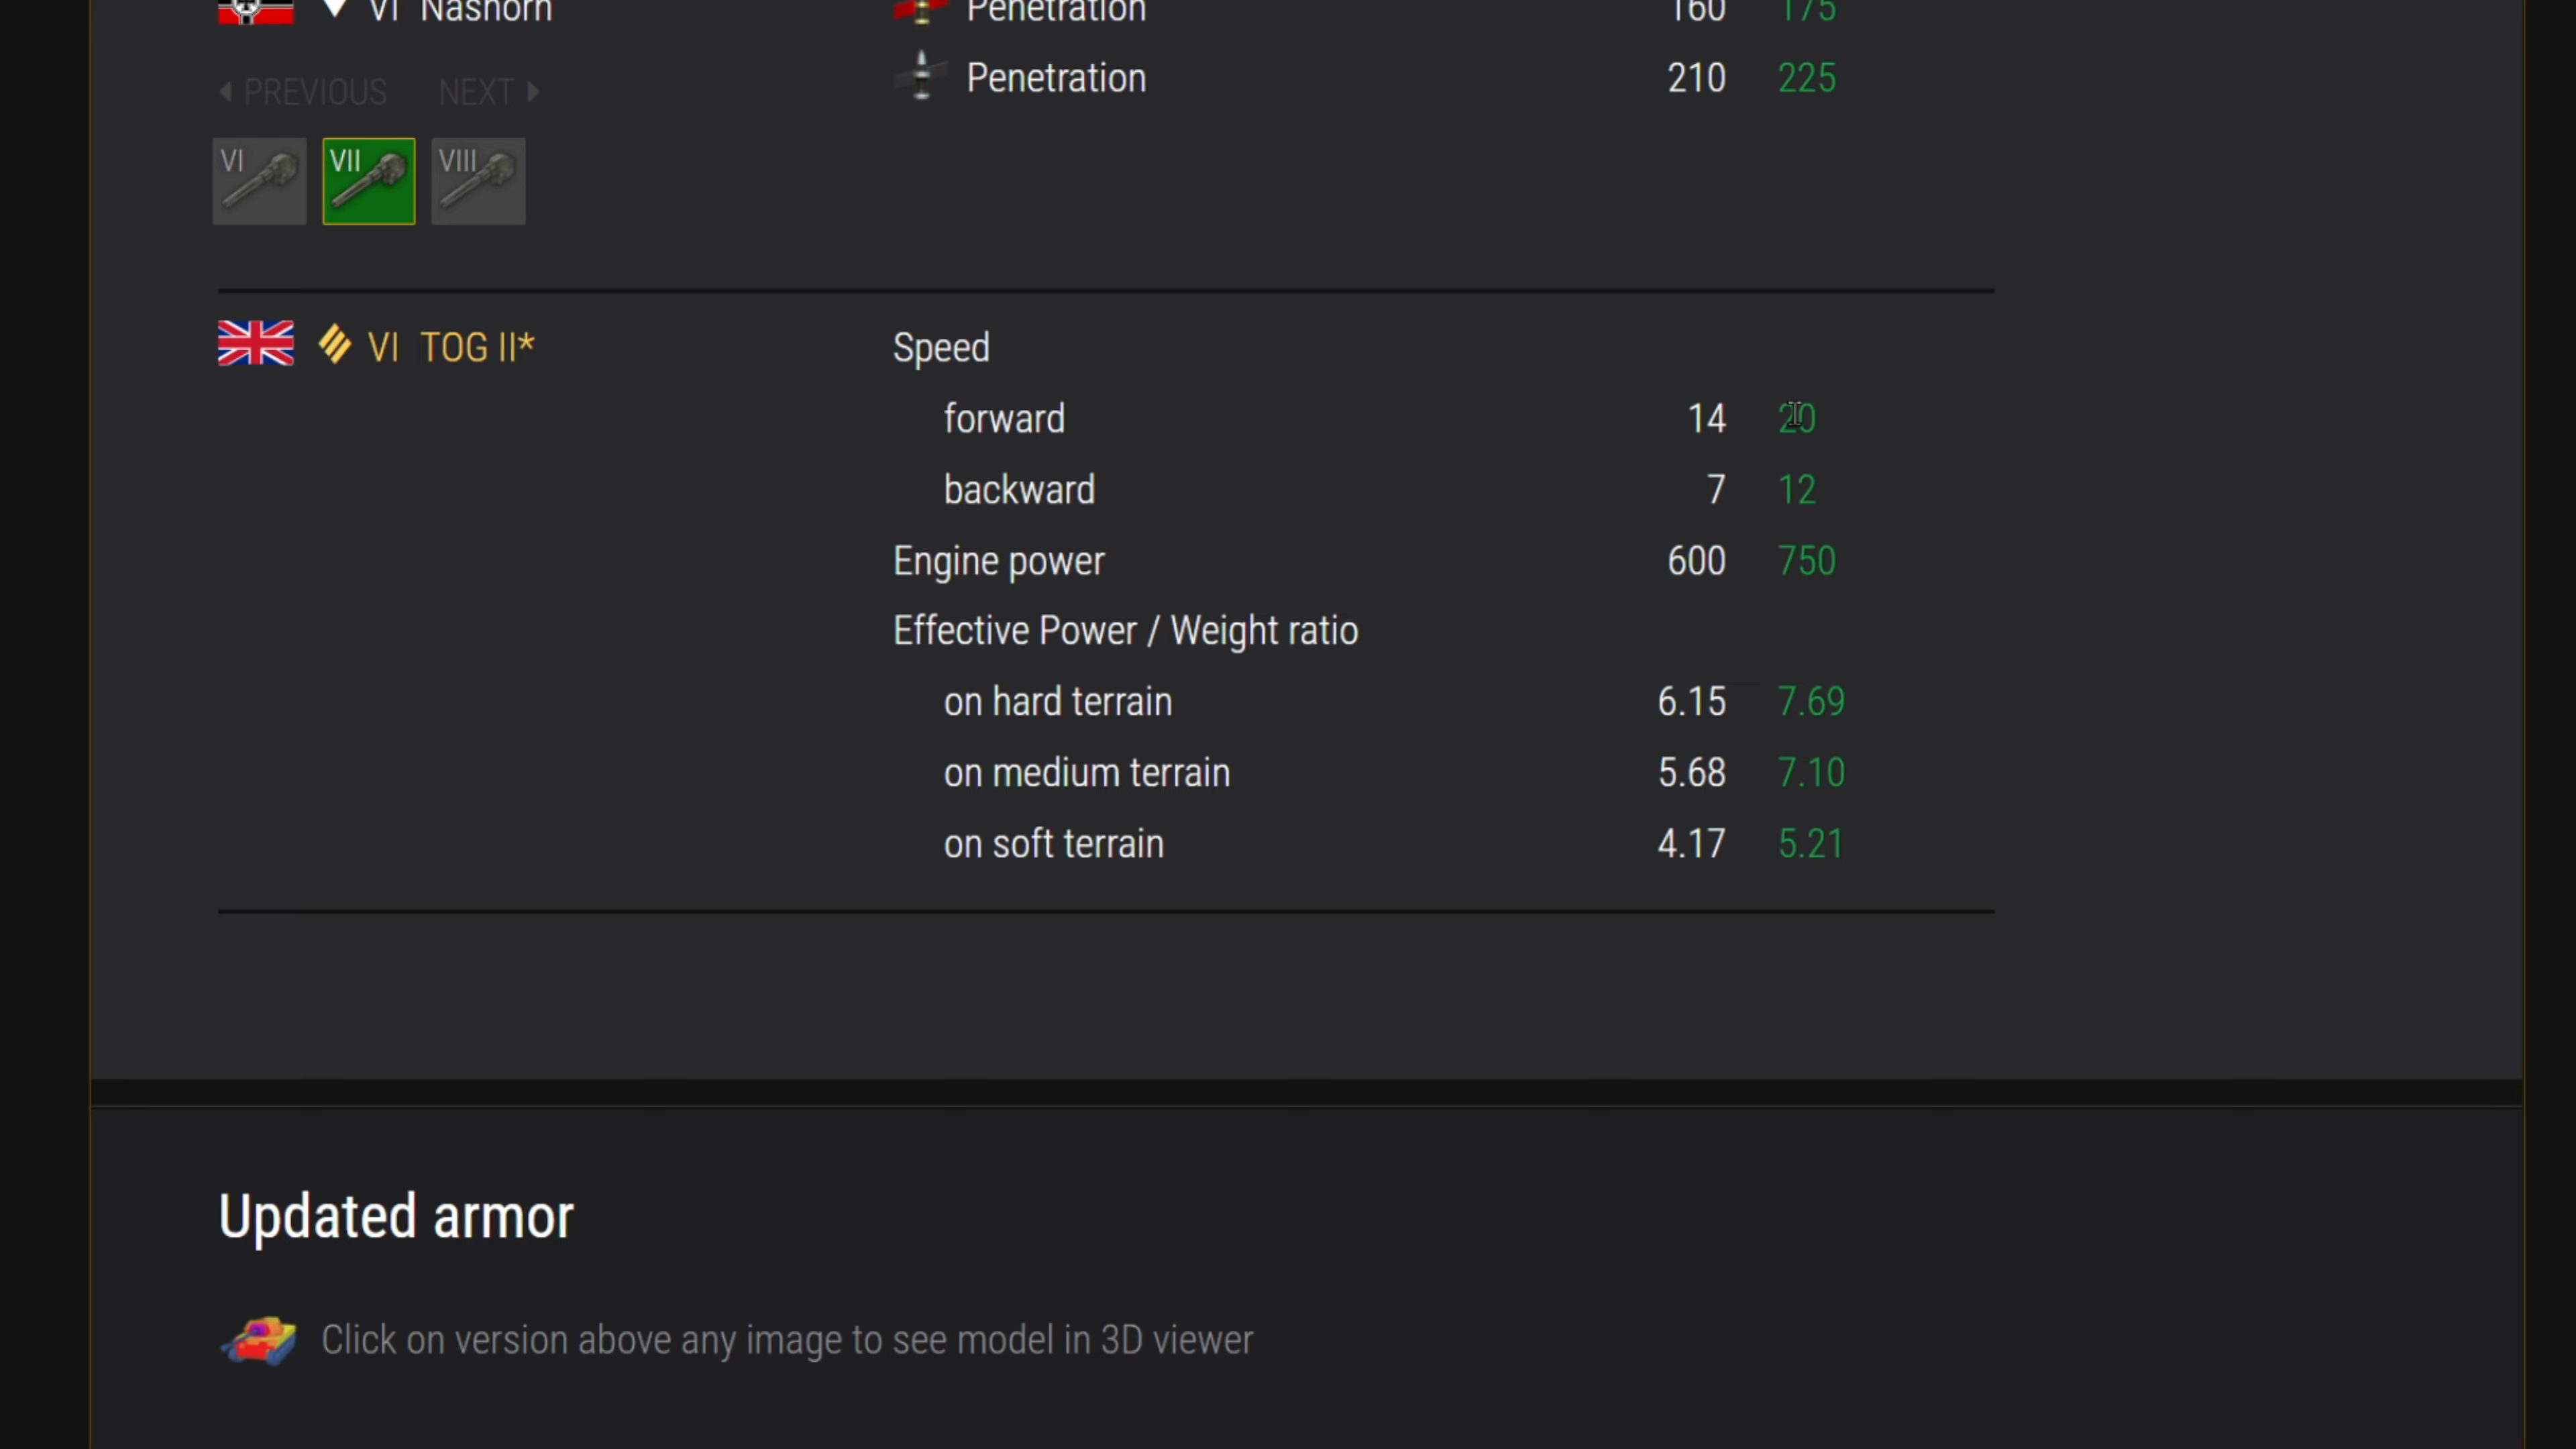 VI Nashorn Penetration 160 175
Penetration 210 225
PREVIOUS NEXT
VI VII VIII
VI TOG II* Speed
forward 14 20
backward 7 12
Engine power 600 750
Effective Power / Weight ratio
on hard terrain 6.15 7.69
on medium terrain 5.68 7.10
on soft terrain 4.17 5.21
Updated armor
Click on version above any image to see model in 3D viewer